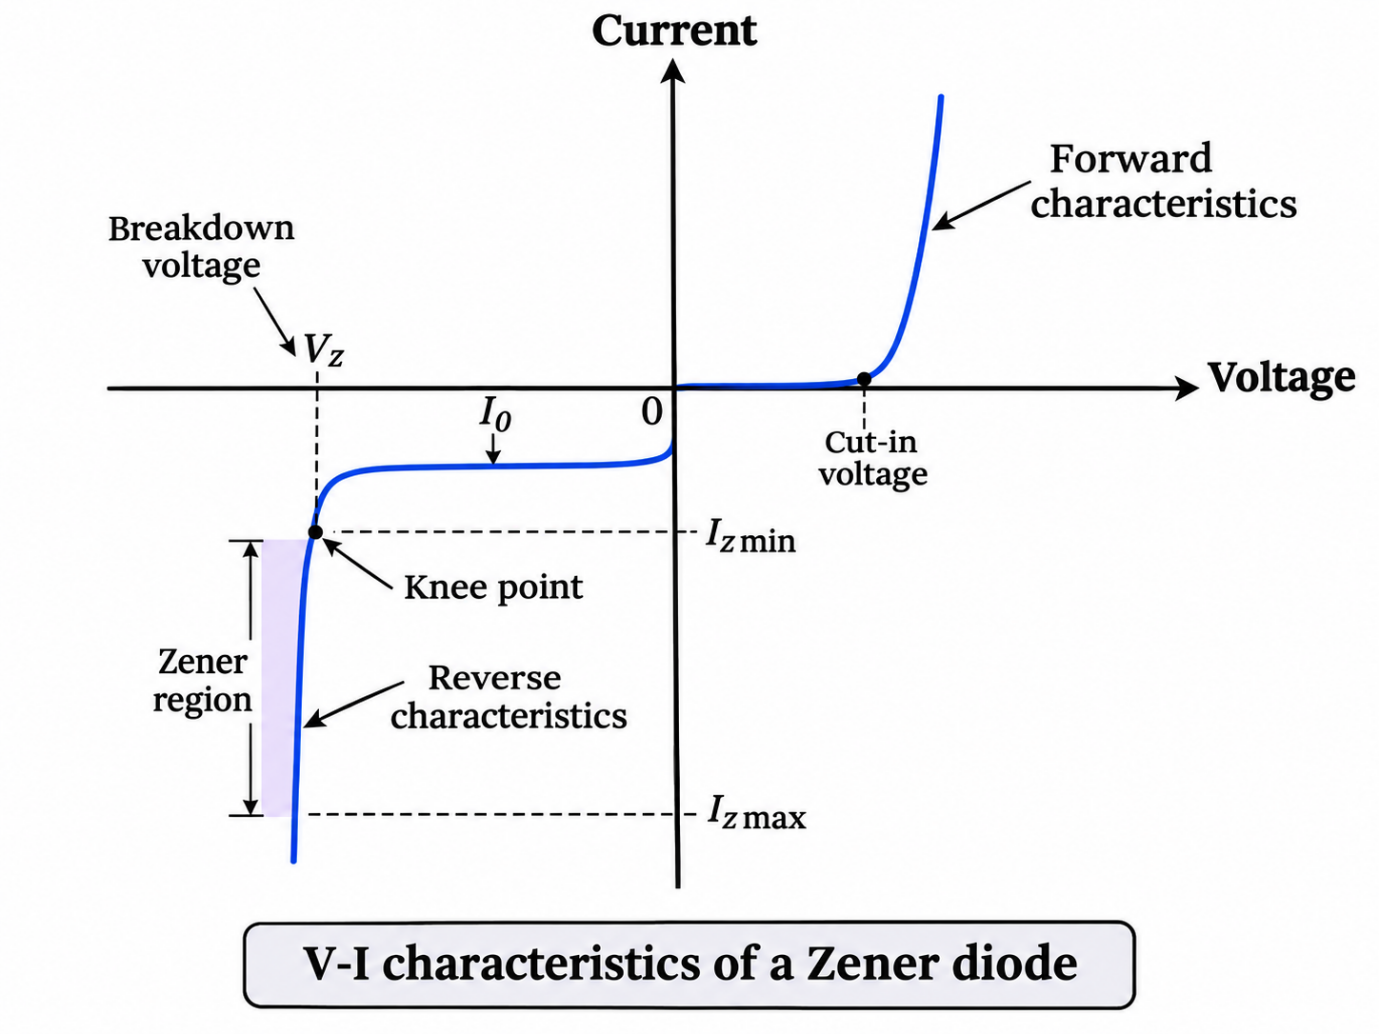 Current
Forward
characteristics
Breakdown
voltage
Vz
Voltage
I0
0
Cut-in
voltage
Iz min
Knee point
Zener
region
Reverse
characteristics
Iz max
V-I characteristics of a Zener diode